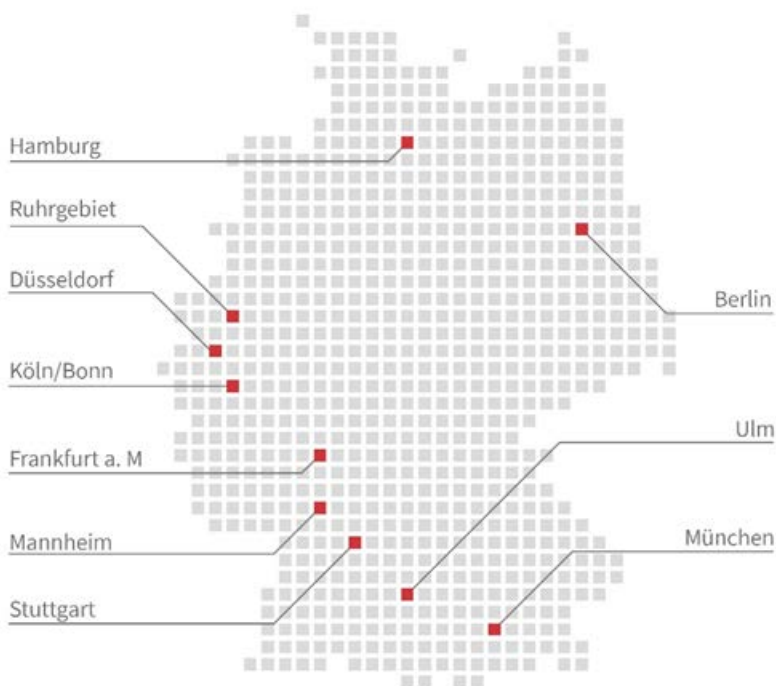 Hamburg
Ruhrgebiet
Düsseldorf
Köln/Bonn
Frankfurt a. M
Mannheim
Stuttgart
Berlin
Ulm
München